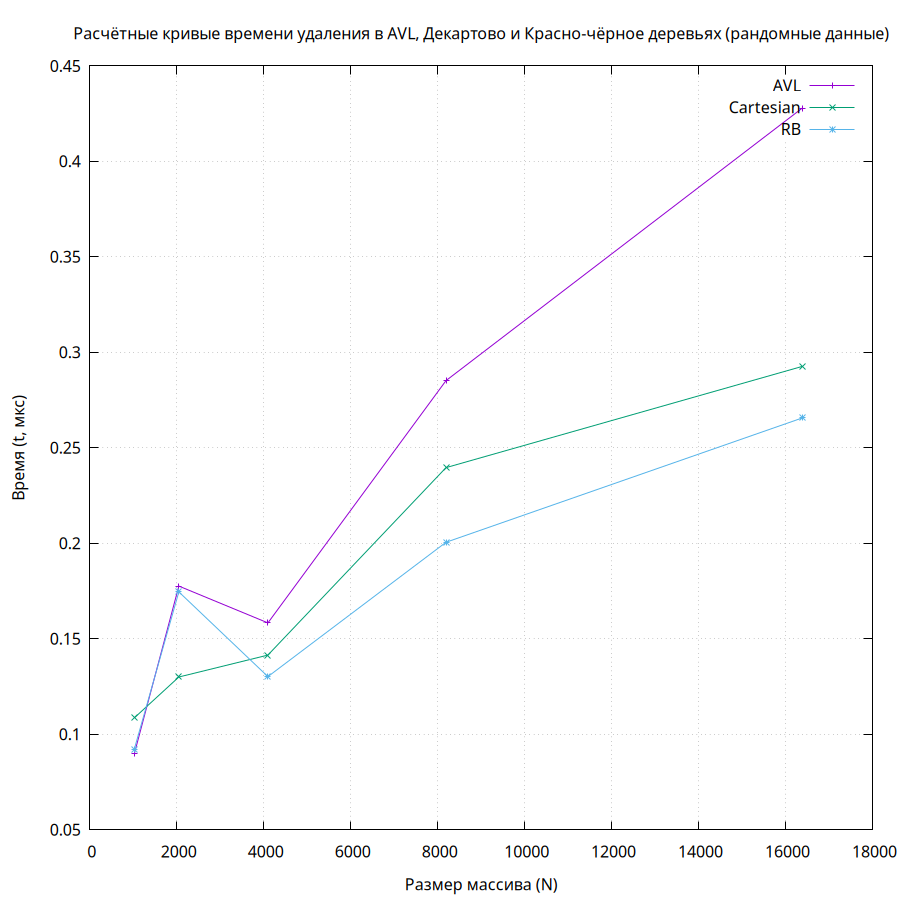 Расчётные кривые времени удаления в AVL, Декартово и Красно-чёрное деревьях (рандомные данные)
0.45
0.4
0.35
0.3
0.25
0.2
0.15
0.1
0.05
Время (t, мкс)
AVL
Cartesian
RB
0 2000 4000 6000 8000 10000 12000 14000 16000 18000
Размер массива (N)